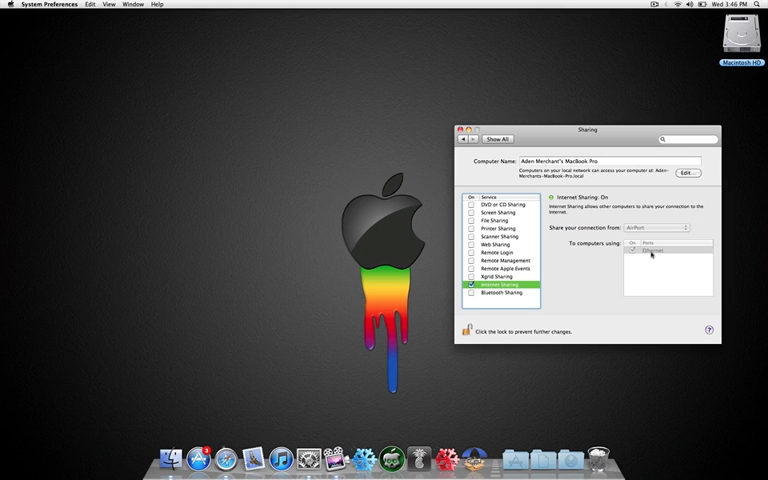 System Preferences Edit View Window Help
Wed 3:46 PM
Macintosh HD
Sharing
Show All
Computer Name: Aden Merchant's MacBook Pro
Computers on your local network can access your computer at: Aden-
Merchants-MacBook-Pro.local
Edit...
On Service
DVD or CD Sharing
Screen Sharing
File Sharing
Printer Sharing
Scanner Sharing
Web Sharing
Remote Login
Remote Management
Remote Apple Events
Xgrid Sharing
Internet Sharing
Bluetooth Sharing
Internet Sharing: On
Internet Sharing allows other computers to share your connection to the
Internet.
Share your connection from: AirPort
To computers using:
On Ports
Ethernet
Click the lock to prevent further changes.
?
3